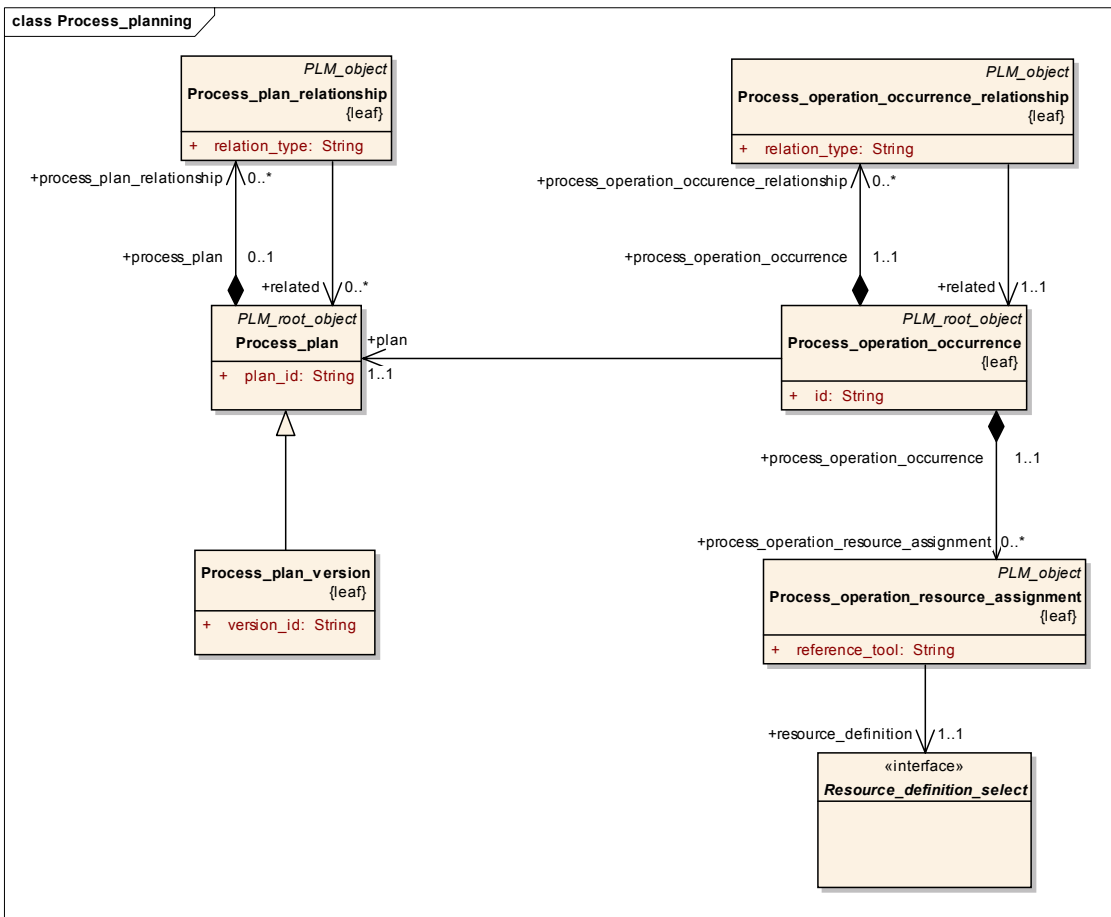 class Process_planning
PLM_object
Process_plan_relationship
{leaf}
+ relation_type: String
PLM_object
Process_operation_occurrence_relationship
{leaf}
+ relation_type: String
+process_plan_relationship 0..*
+process_operation_occurence_relationship 0..*
+process_plan 0..1
+process_operation_occurrence 1..1
+related 0..*
+related 1..1
PLM_root_object
Process_plan
+ plan_id: String
+plan
1..1
PLM_root_object
Process_operation_occurrence
{leaf}
+ id: String
+process_operation_occurrence 1..1
+process_operation_resource_assignment 0..*
Process_plan_version
{leaf}
+ version_id: String
PLM_object
Process_operation_resource_assignment
{leaf}
+ reference_tool: String
+resource_definition 1..1
«interface»
Resource_definition_select